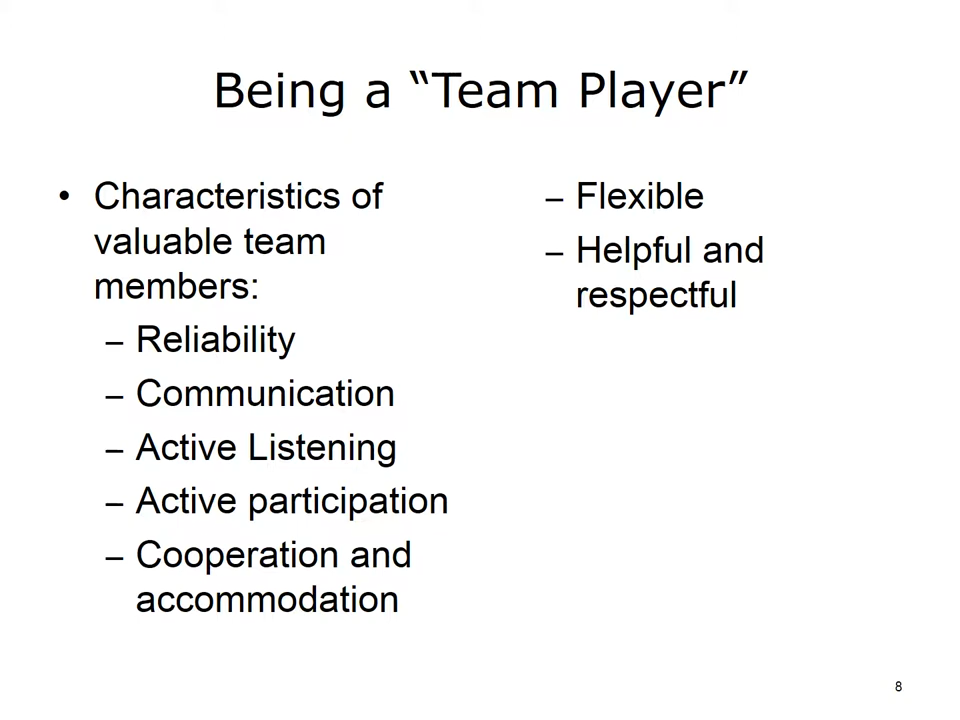 Being a “Team Player”
• Characteristics of
valuable team
members:
– Reliability
– Communication
– Active Listening
– Active participation
– Cooperation and
accommodation
– Flexible
– Helpful and
respectful
8